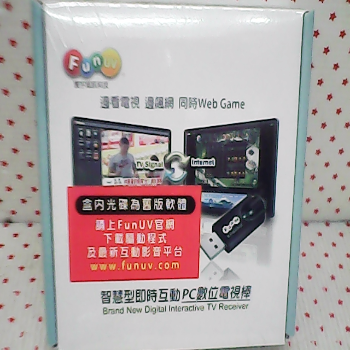 FunUV
邊看電視 邊飆網 同時Web Game
TV Signal
Internet
盒內光碟為舊版軟體
請上FunUV官網
下載驅動程式
及最新互動影音平台
www.funuv.com
智慧型即時互動PC數位電視棒
Brand New Digital Interactive TV Receiver